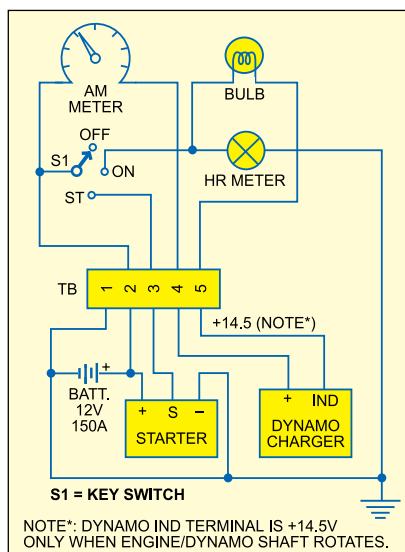 AM
METER
BULB
OFF
S1
ON
HR METER
ST
TB
1 2 3 4 5
+14.5 (NOTE*)
+
BATT.
12V
150A
+ S −
STARTER
+ IND
DYNAMO
CHARGER
S1 = KEY SWITCH
NOTE*: DYNAMO IND TERMINAL IS +14.5V
ONLY WHEN ENGINE/DYNAMO SHAFT ROTATES.